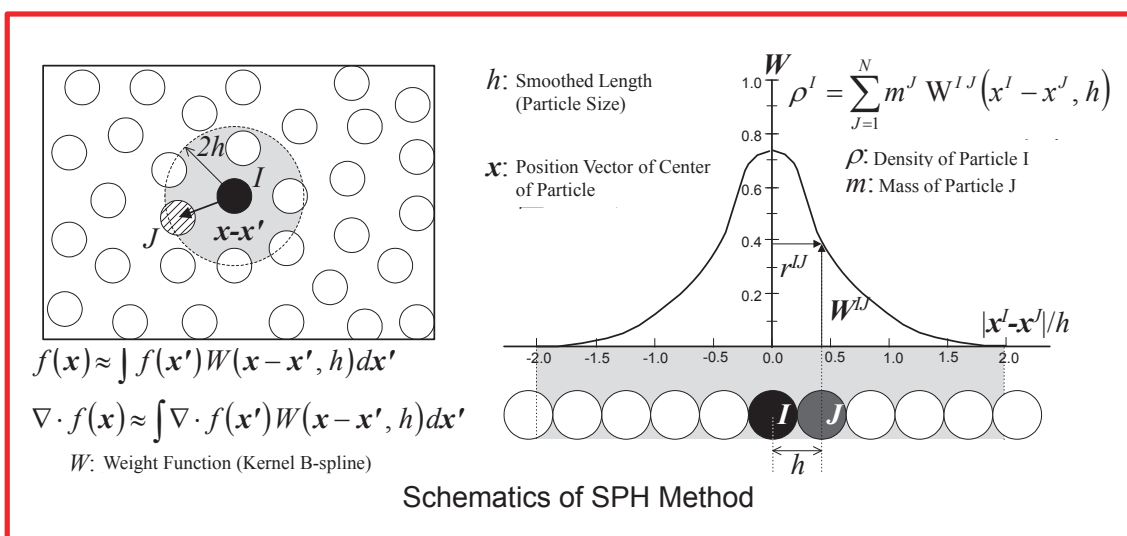 2h
I
J
x-x'
f(x) ≈ ∫ f(x')W(x − x', h)dx'
∇ · f(x) ≈ ∫ ∇ · f(x')W(x − x', h)dx'
W: Weight Function (Kernel B-spline)
h: Smoothed Length
(Particle Size)
x: Position Vector of Center
of Particle
W
ρ^I = ∑_{J=1}^{N} m^J W^{IJ}(x^I − x^J, h)
ρ: Density of Particle I
m: Mass of Particle J
1.0
0.8
0.6
0.4
0.2
r^{IJ}
W^{IJ}
|x^I-x^J|/h
-2.0 -1.5 -1.0 -0.5 0.0 0.5 1.0 1.5 2.0
I J
h
Schematics of SPH Method